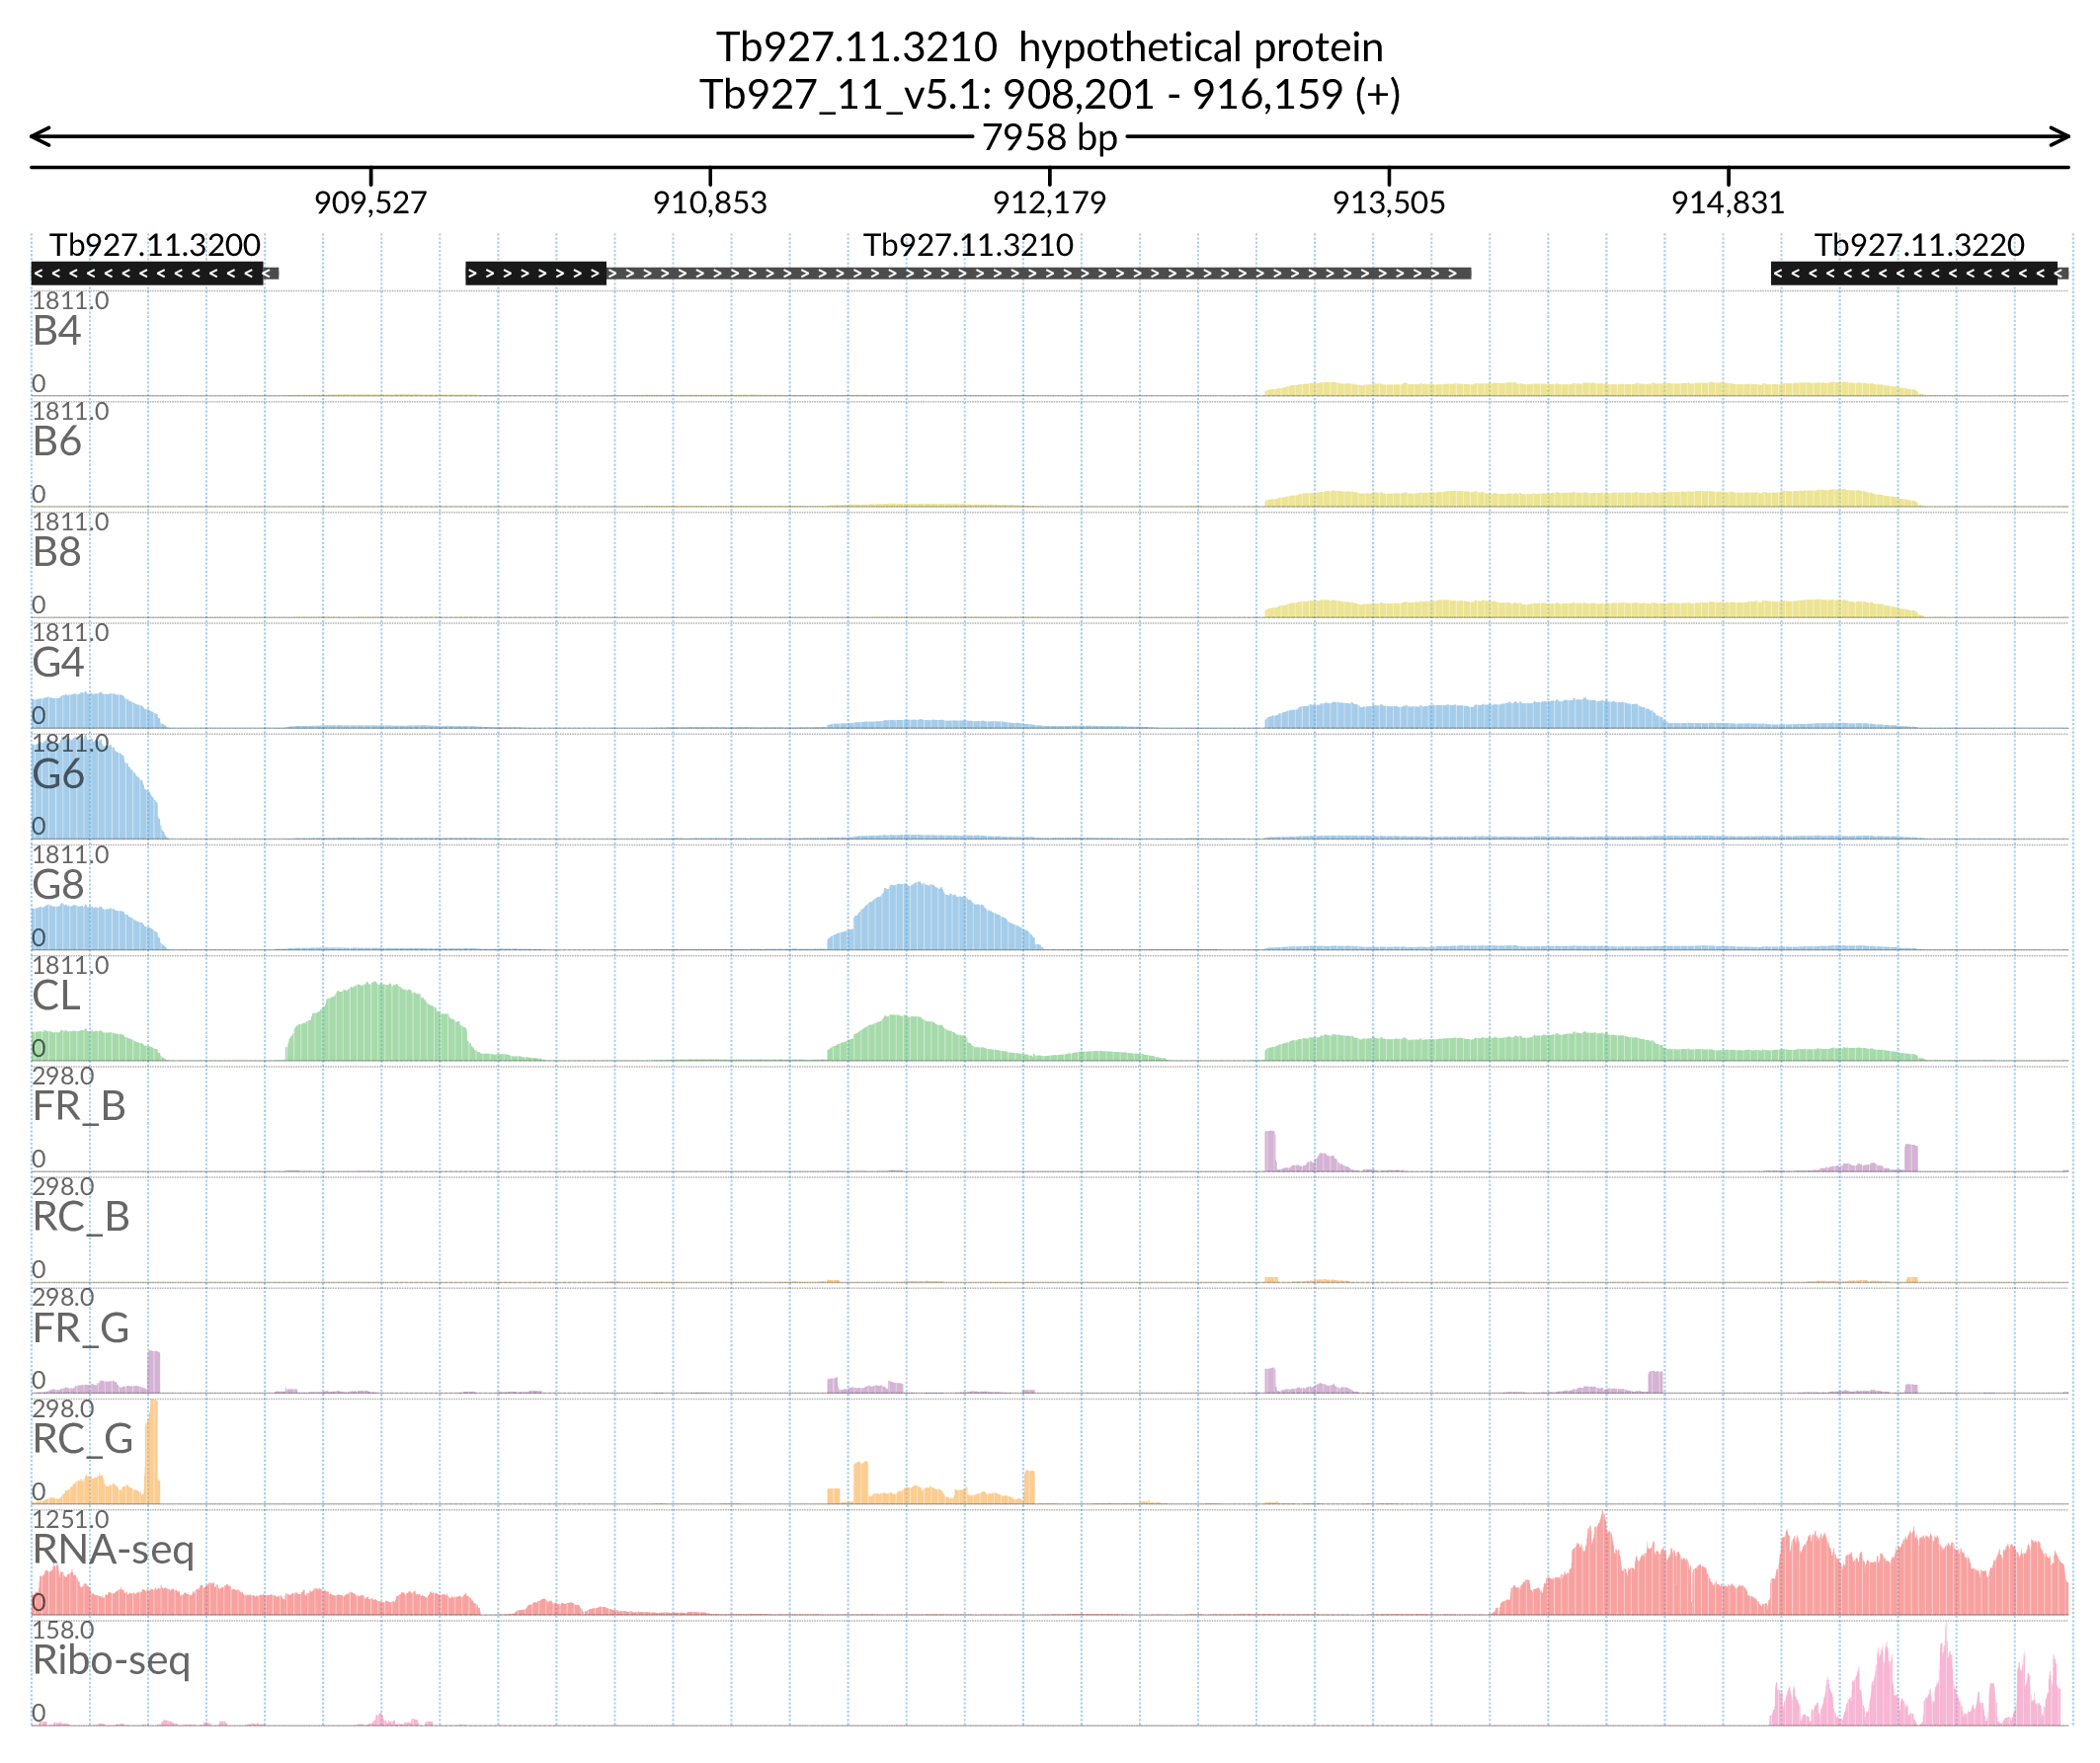 Tb927.11.3210  hypothetical protein
Tb927_11_v5.1: 908,201 - 916,159 (+)
7958 bp
909,527 910,853 912,179 913,505 914,831
Tb927.11.3200 Tb927.11.3210 Tb927.11.3220
1811.0
B4
0
1811.0
B6
0
1811.0
B8
0
1811.0
G4
0
1811.0
G6
0
1811.0
G8
0
1811.0
CL
0
298.0
FR_B
0
298.0
RC_B
0
298.0
FR_G
0
298.0
RC_G
0
1251.0
RNA-seq
0
158.0
Ribo-seq
0